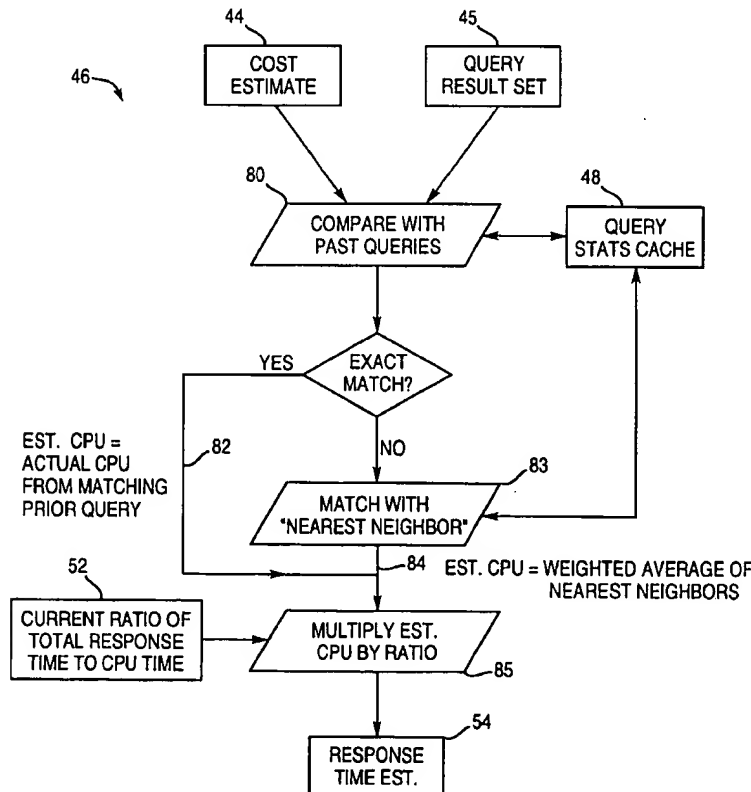 44
45
46
COST
ESTIMATE
QUERY
RESULT SET
80
48
COMPARE WITH
PAST QUERIES
QUERY
STATS CACHE
YES
EXACT
MATCH?
EST. CPU =
ACTUAL CPU
FROM MATCHING
PRIOR QUERY
82
NO
83
MATCH WITH
"NEAREST NEIGHBOR"
84
EST. CPU = WEIGHTED AVERAGE OF
NEAREST NEIGHBORS
52
CURRENT RATIO OF
TOTAL RESPONSE
TIME TO CPU TIME
MULTIPLY EST.
CPU BY RATIO
85
54
RESPONSE
TIME EST.